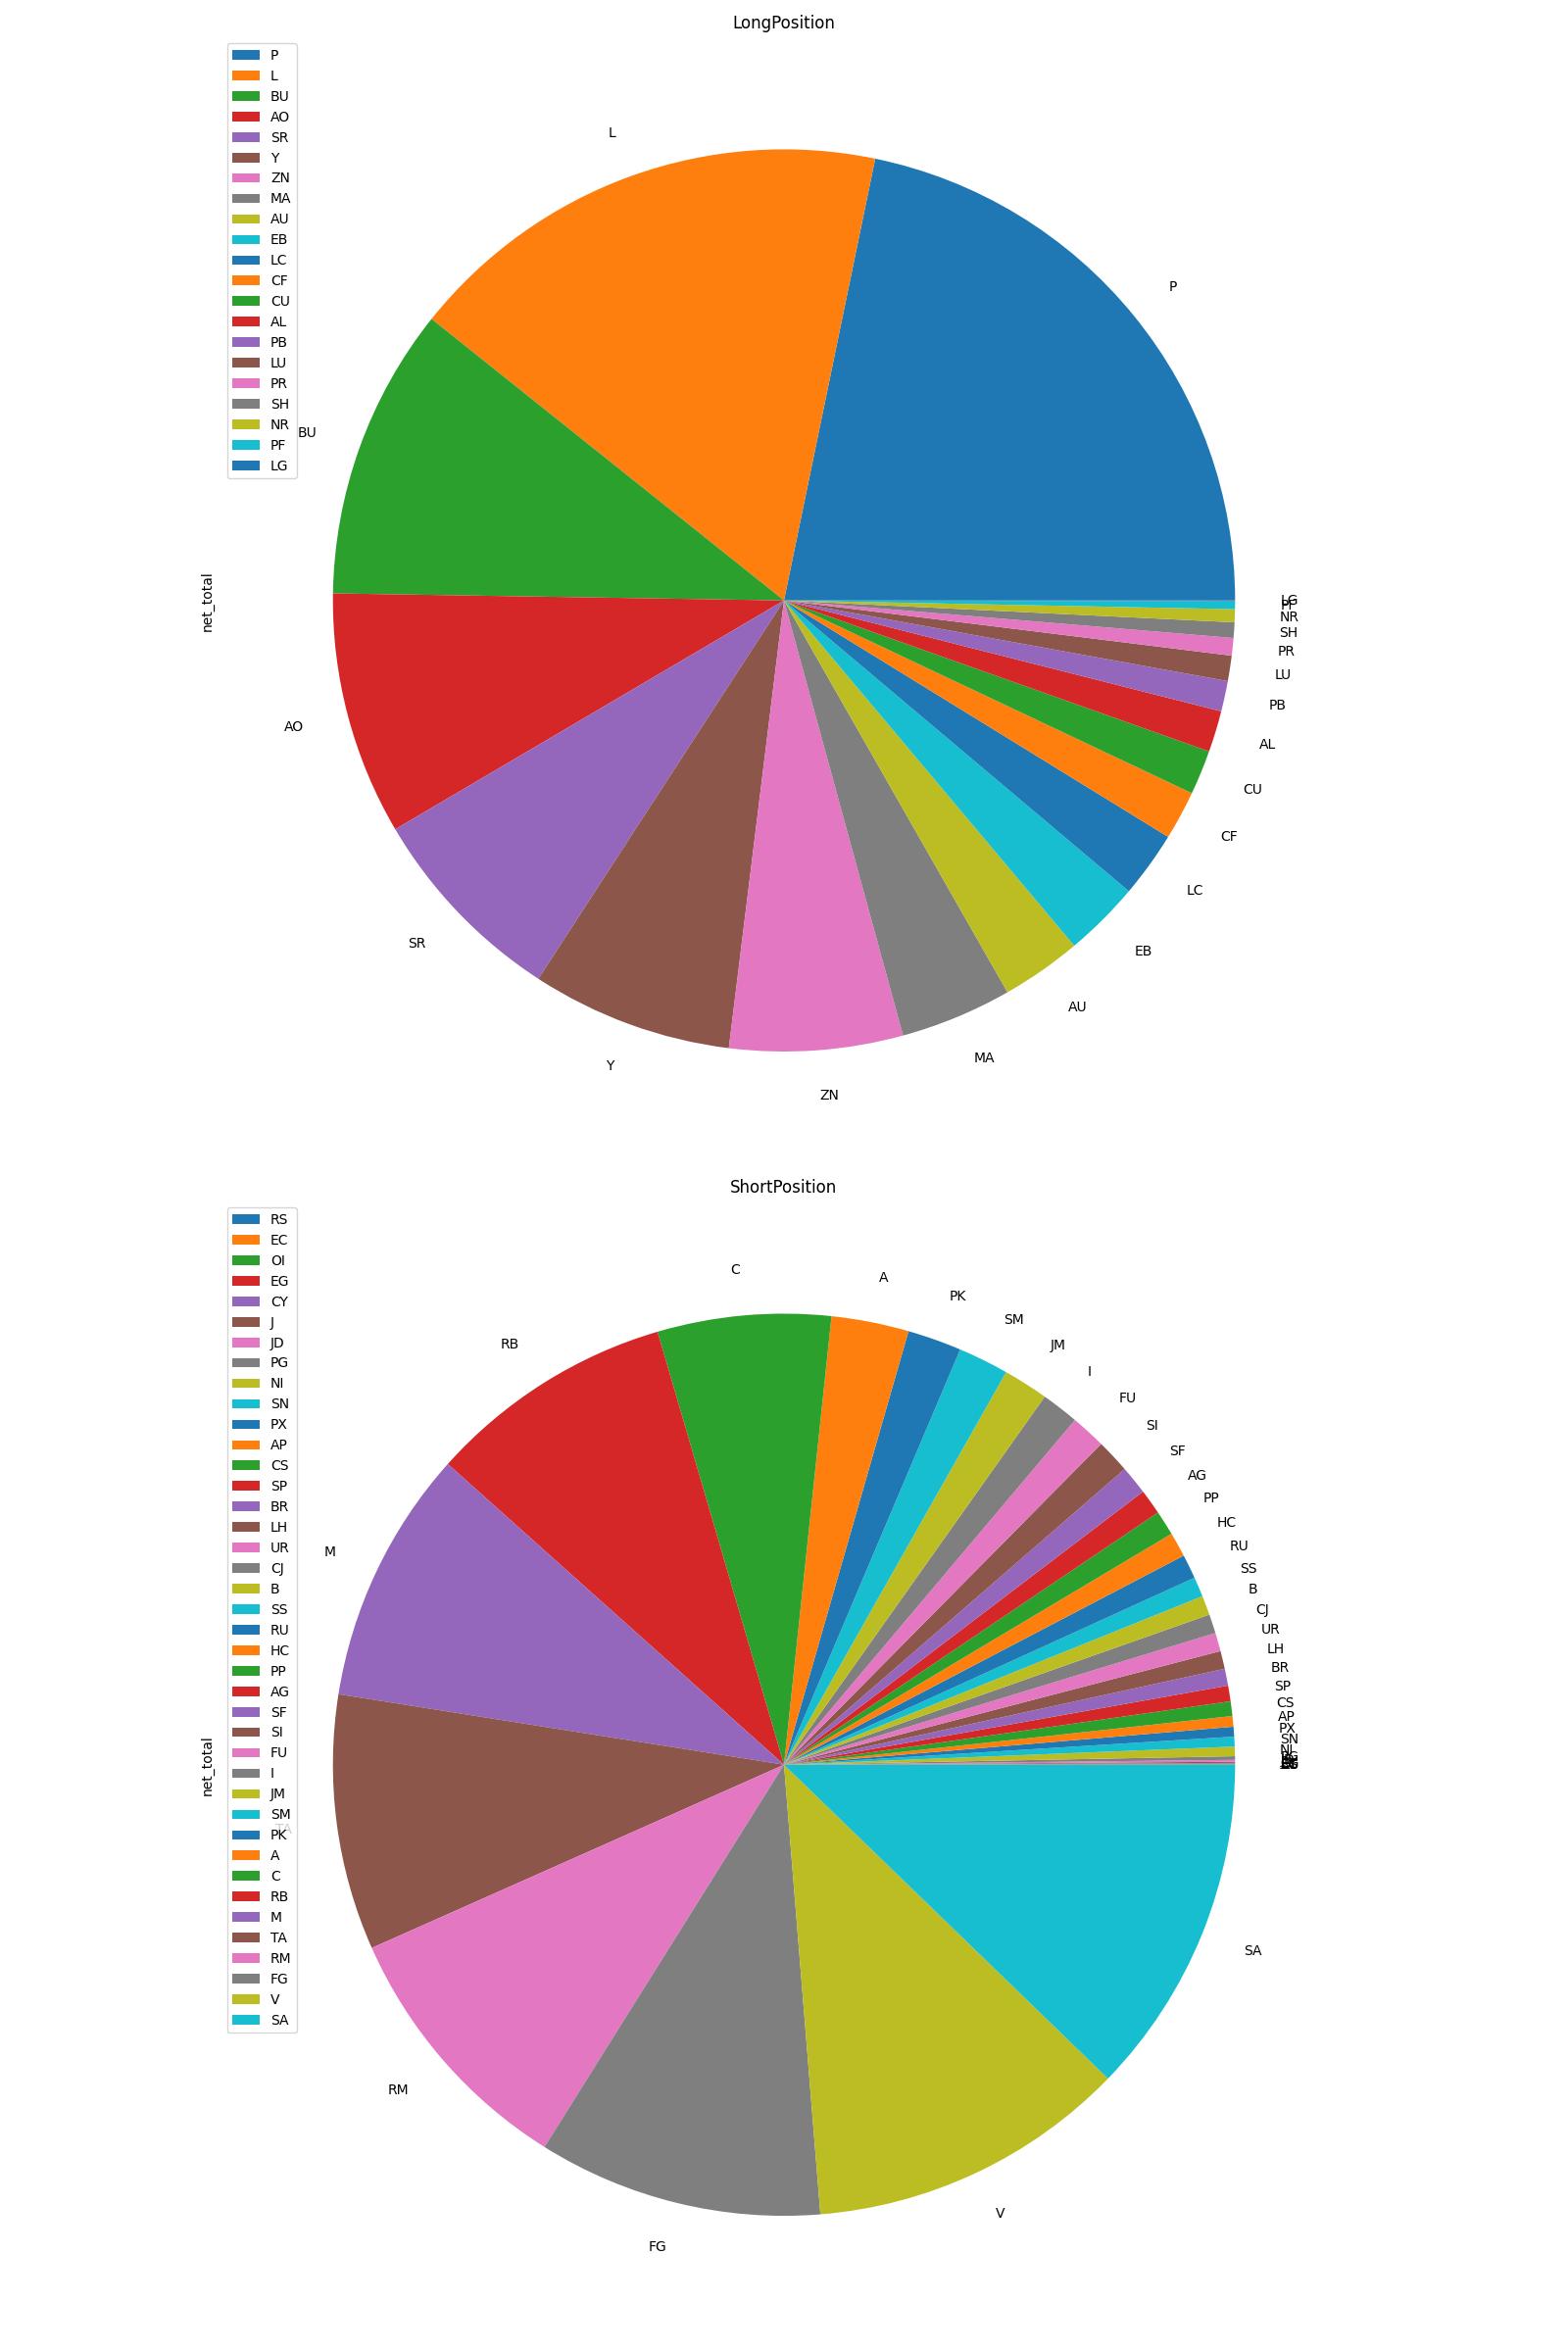 LongPosition
P
L
BU
AO
SR
Y
ZN
MA
AU
EB
LC
CF
CU
AL
PB
LU
PR
SH
NR
PF
LG
net_total
P
L
BU
AO
SR
Y
ZN
MA
AU
EB
LC
CF
CU
AL
PB
LU
PR
SH
NR
PF
LG
ShortPosition
RS
EC
OI
EG
CY
J
JD
PG
NI
SN
PX
AP
CS
SP
BR
LH
UR
CJ
B
SS
RU
HC
PP
AG
SF
SI
FU
I
JM
SM
PK
A
C
RB
M
TA
RM
FG
V
SA
net_total
C
A
PK
SM
JM
I
FU
SI
SF
AG
PP
HC
RU
SS
B
CJ
UR
LH
BR
SP
CS
AP
PX
SN
NI
PG
RB
M
TA
RM
FG
V
SA